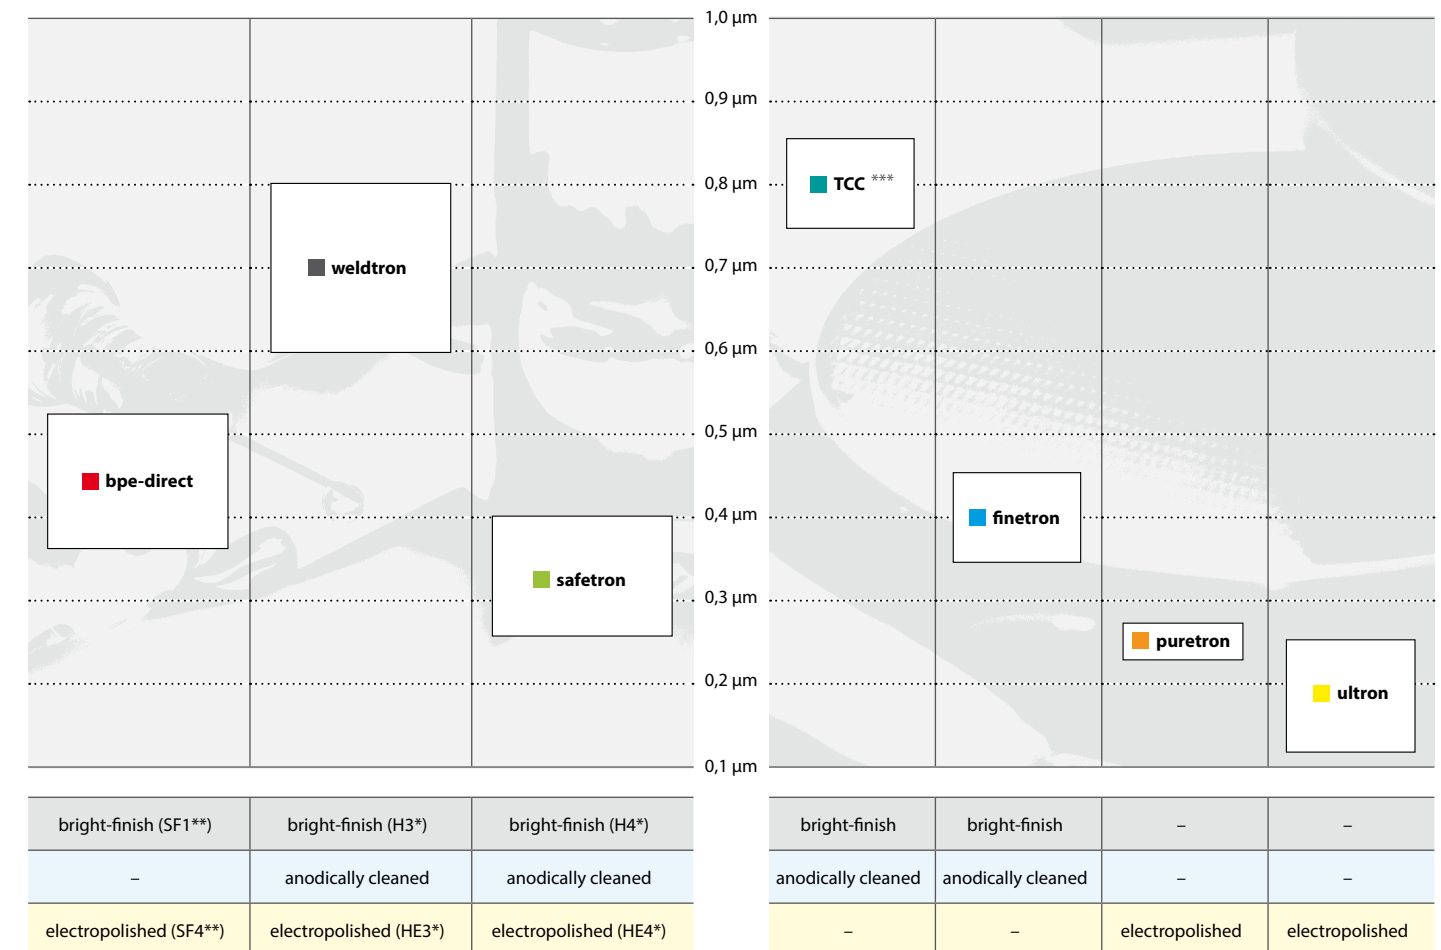 1,0 µm
0,9 µm
0,8 µm
0,7 µm
0,6 µm
0,5 µm
0,4 µm
0,3 µm
0,2 µm
0,1 µm
TCC ***
weldtron
bpe-direct
finetron
safetron
puretron
ultron
bright-finish (SF1**) bright-finish (H3*) bright-finish (H4*) bright-finish bright-finish – –
– anodically cleaned anodically cleaned anodically cleaned anodically cleaned – –
electropolished (SF4**) electropolished (HE3*) electropolished (HE4*) – – electropolished electropolished